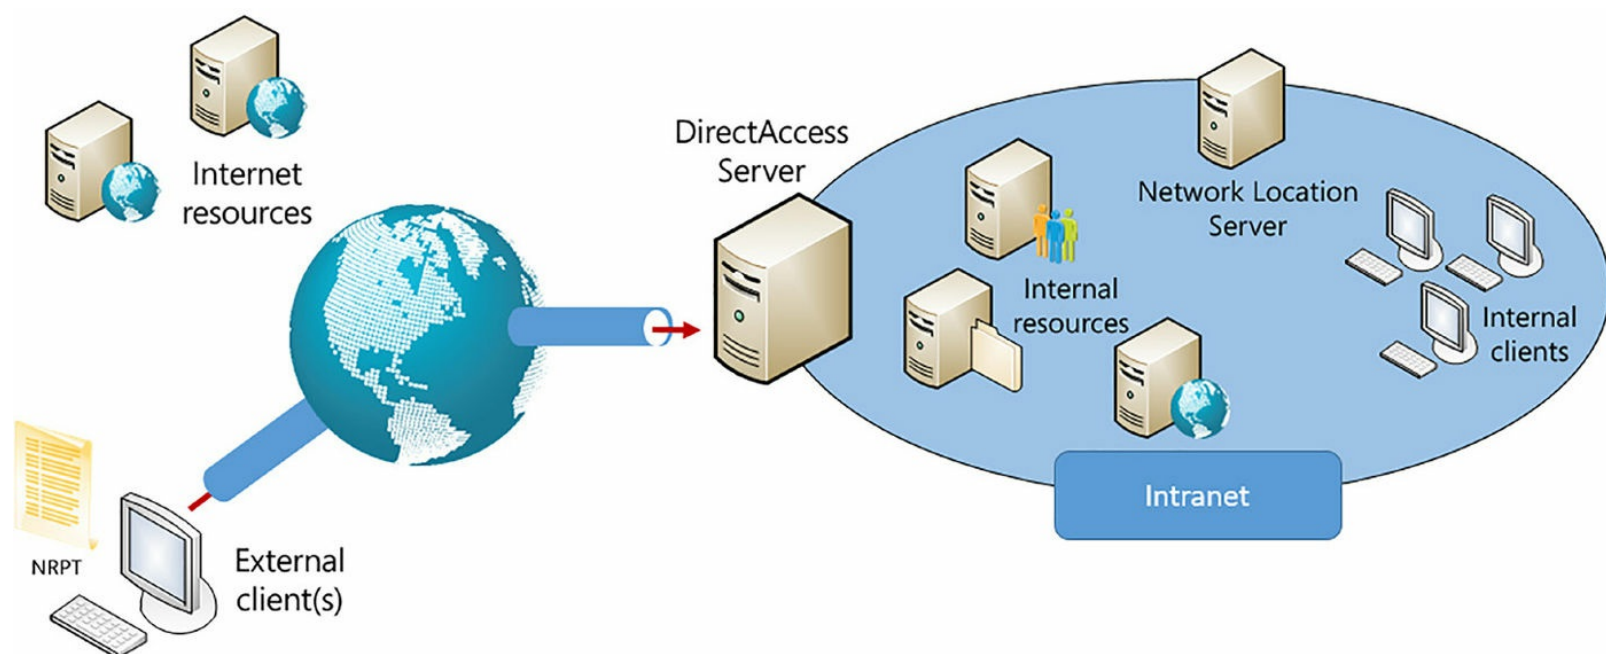 Internet
resources
DirectAccess
Server
Network Location
Server
Internal
resources
Internal
clients
Intranet
NRPT
External
client(s)